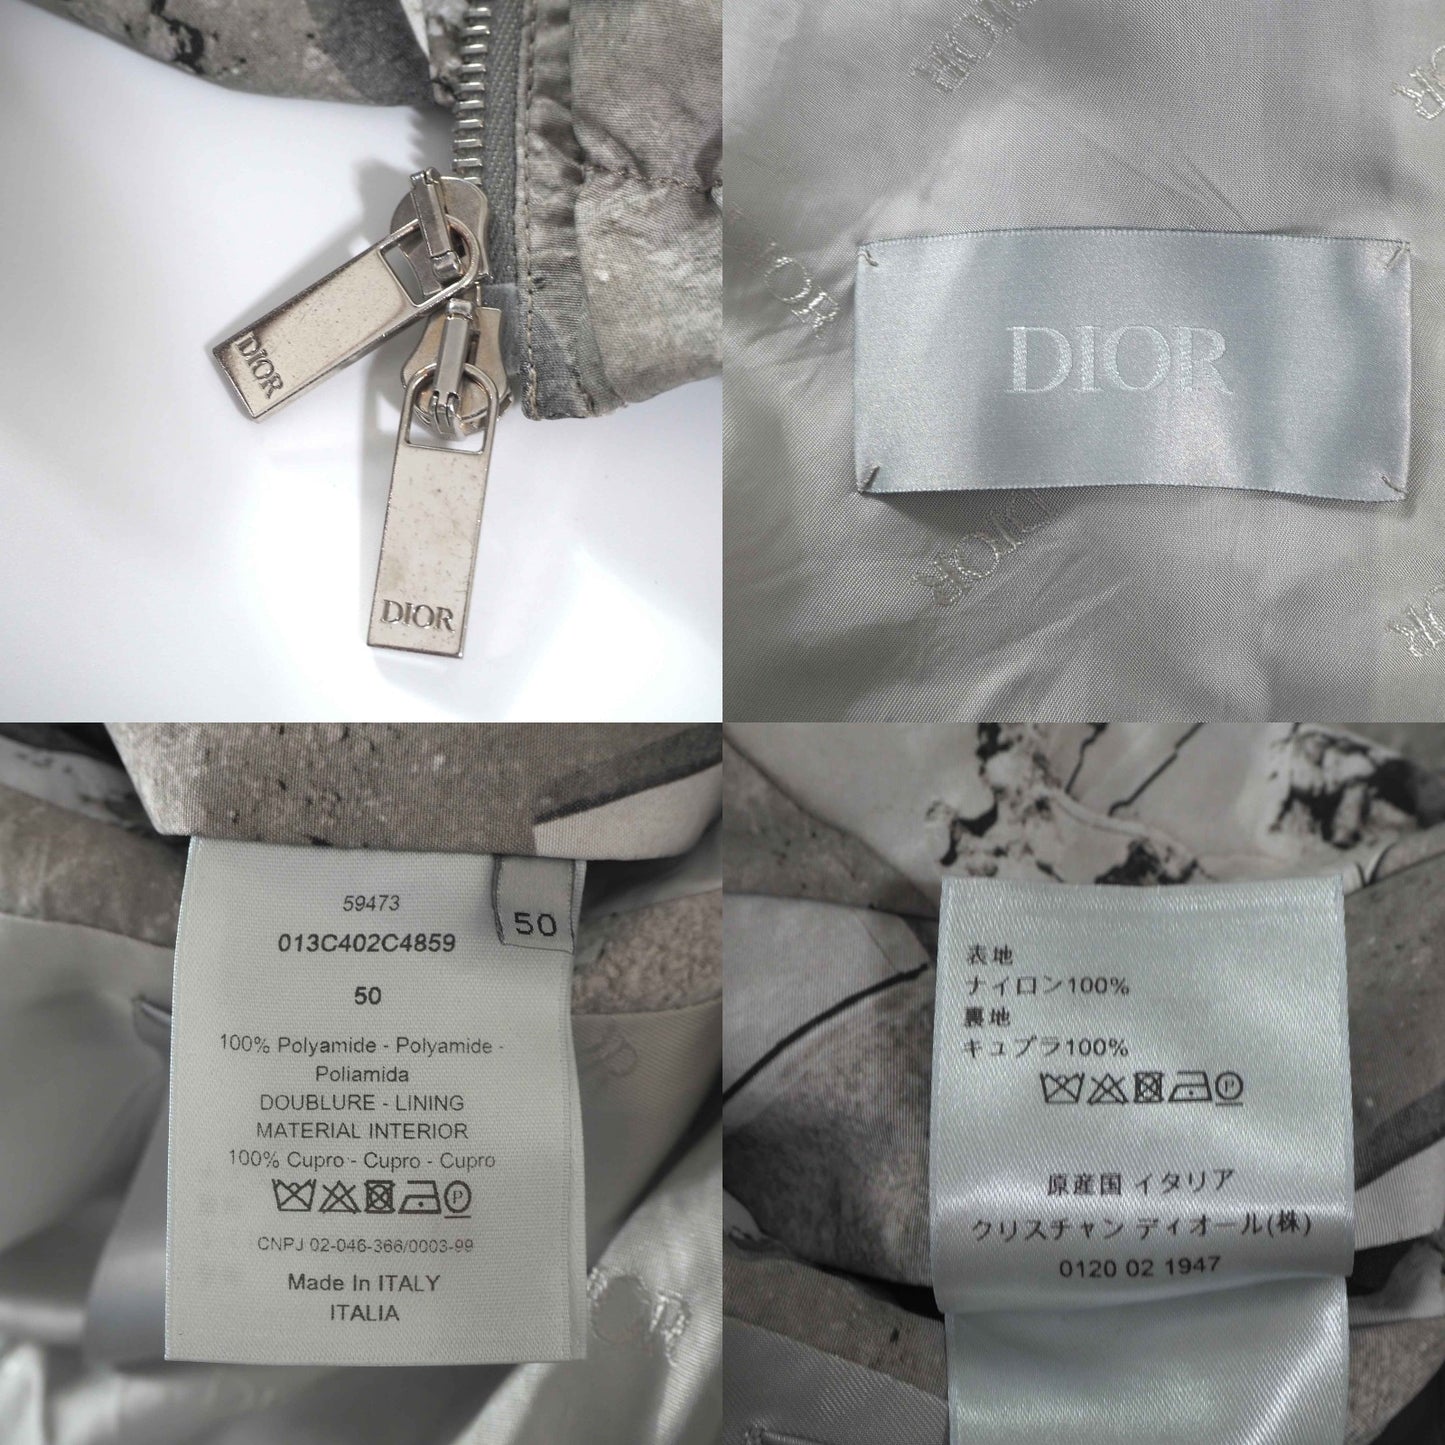 DIOR
DIOR
DIOR
DIOR
DIOR
DIOR
59473
013C402C4859
50
50
100% Polyamide - Polyamide -
Poliamida
DOUBLURE - LINING
MATERIAL INTERIOR
100% Cupro - Cupro - Cupro
P
CNPJ 02-046-366/0003-99
Made In ITALY
ITALIA
表地
ナイロン100%
裏地
キュプラ100%
P
原産国 イタリア
クリスチャン ディオール(株)
0120 02 1947